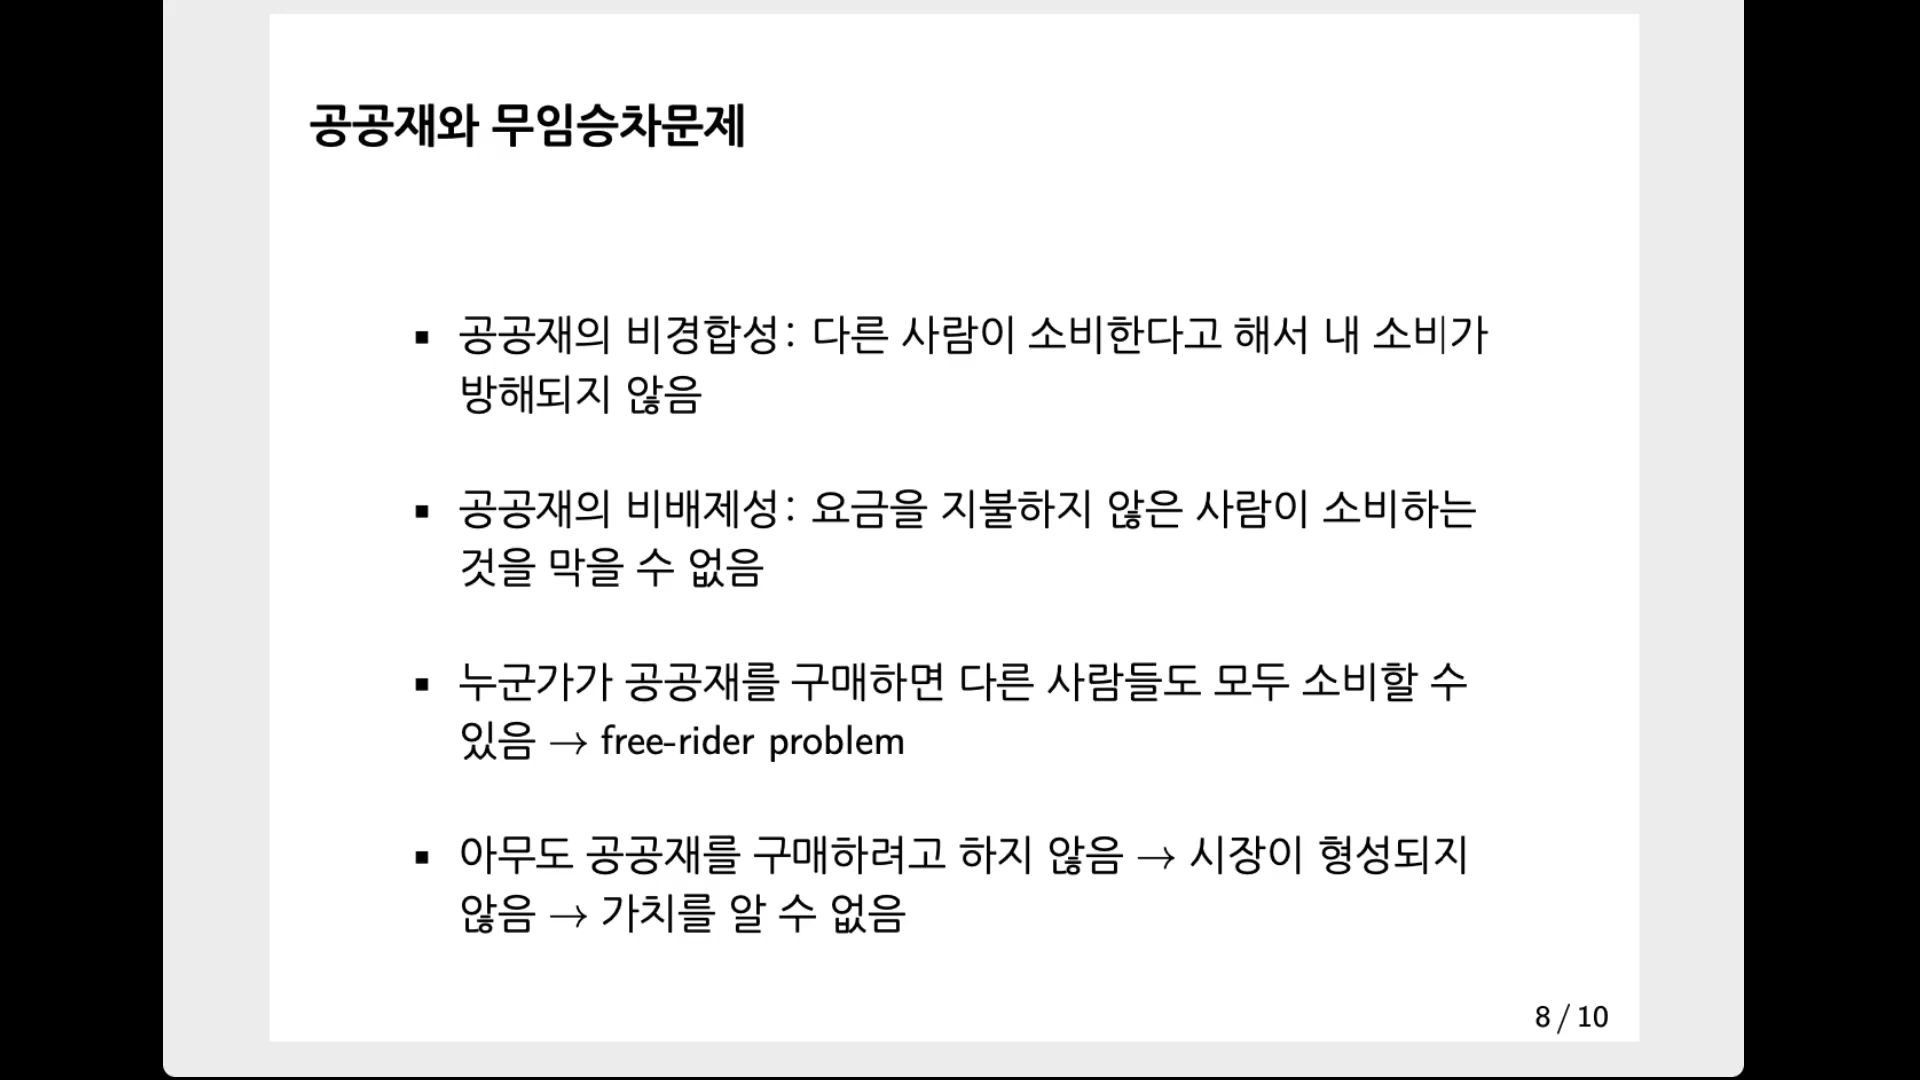 공공재와 무임승차문제
▪ 공공재의 비경합성: 다른 사람이 소비한다고 해서 내 소비가
방해되지 않음
▪ 공공재의 비배제성: 요금을 지불하지 않은 사람이 소비하는
것을 막을 수 없음
▪ 누군가가 공공재를 구매하면 다른 사람들도 모두 소비할 수
있음 → free-rider problem
▪ 아무도 공공재를 구매하려고 하지 않음 → 시장이 형성되지
않음 → 가치를 알 수 없음
8 / 10